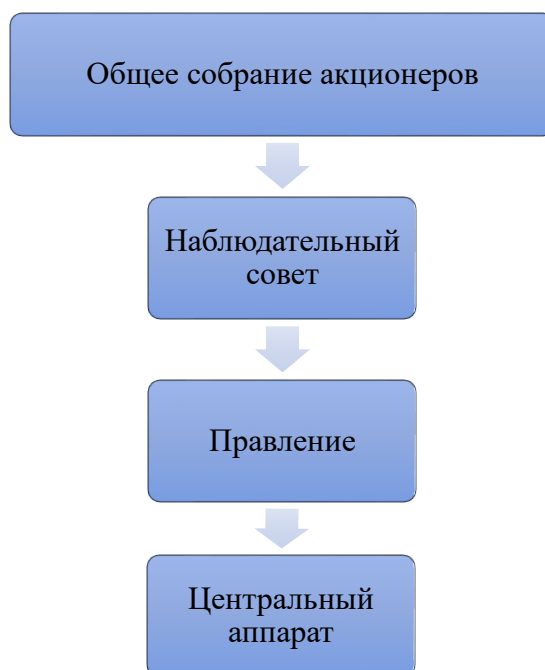 Общее собрание акционеров
Наблюдательный
совет
Правление
Центральный
аппарат